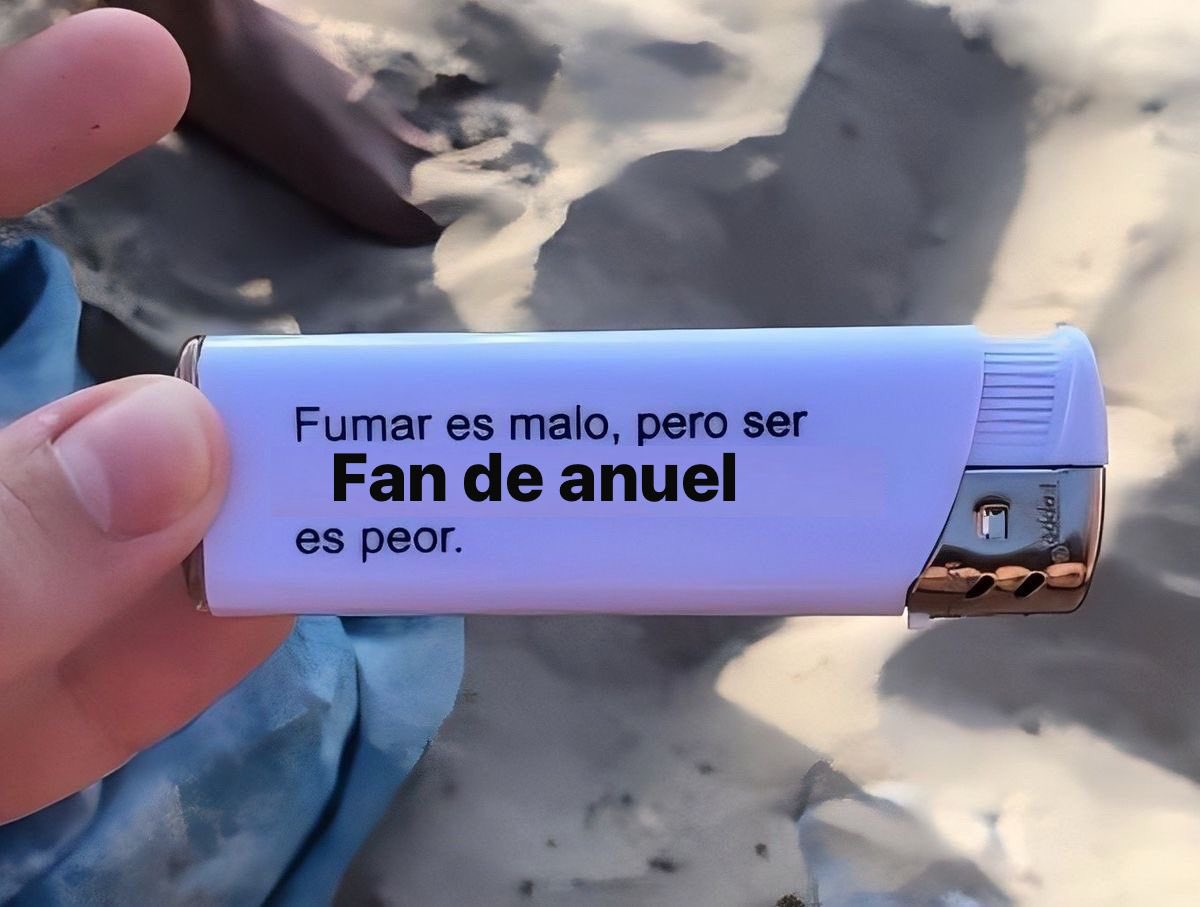 Fumar es malo, pero ser
Fan de anuel
es peor.